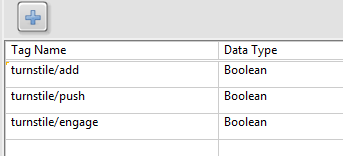 Tag Name Data Type
turnstile/add Boolean
turnstile/push Boolean
turnstile/engage Boolean